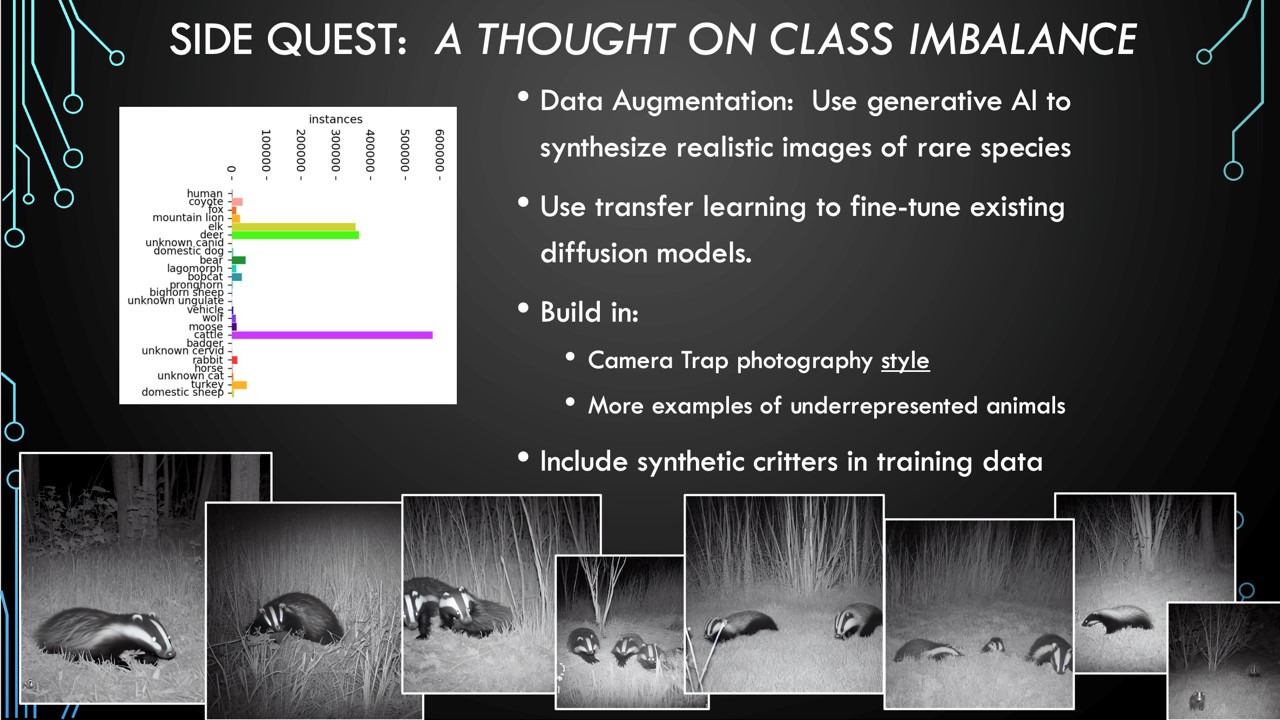 SIDE QUEST: A THOUGHT ON CLASS IMBALANCE
instances
0
100000
200000
300000
400000
500000
600000
human
coyote
fox
mountain lion
elk
deer
unknown canid
domestic dog
bear
lagomorph
bobcat
pronghorn
bighorn sheep
unknown ungulate
vehicle
wolf
moose
cattle
badger
unknown cervid
rabbit
horse
unknown cat
turkey
domestic sheep
• Data Augmentation: Use generative AI to
synthesize realistic images of rare species
• Use transfer learning to fine-tune existing
diffusion models.
• Build in:
• Camera Trap photography style
• More examples of underrepresented animals
• Include synthetic critters in training data